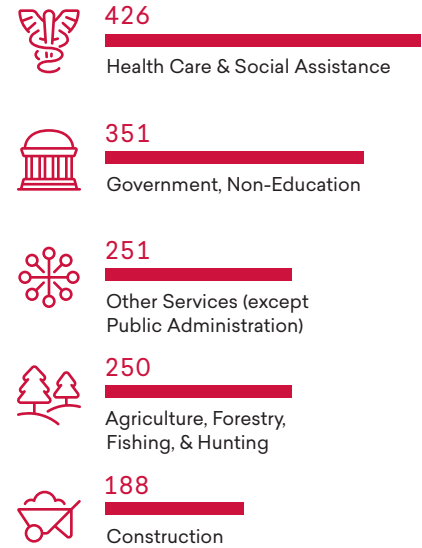 426
Health Care & Social Assistance
351
Government, Non-Education
251
Other Services (except
Public Administration)
250
Agriculture, Forestry,
Fishing, & Hunting
188
Construction